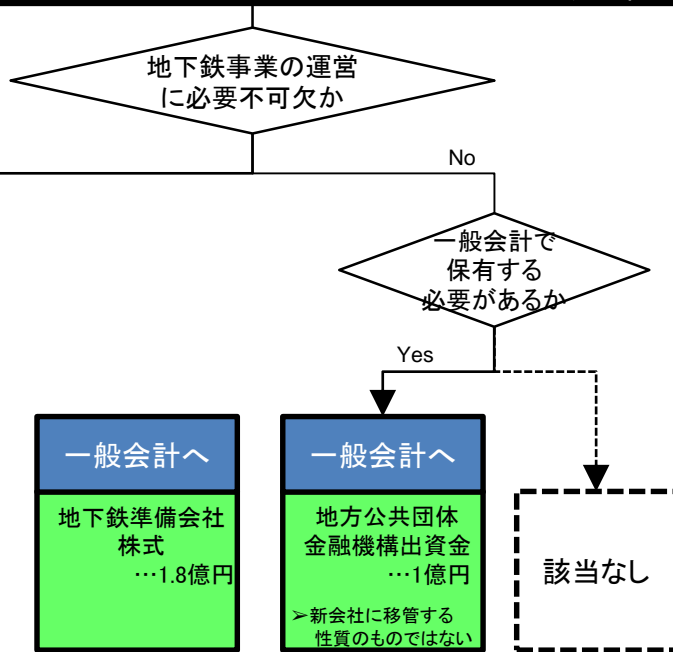 地下鉄事業の運営
に必要不可欠か
No
一般会計で
保有する
必要があるか
Yes
一般会計へ
地下鉄準備会社
株式
…1.8億円
一般会計へ
地方公共団体
金融機構出資金
…1億円
➢新会社に移管する
性質のものではない
該当なし